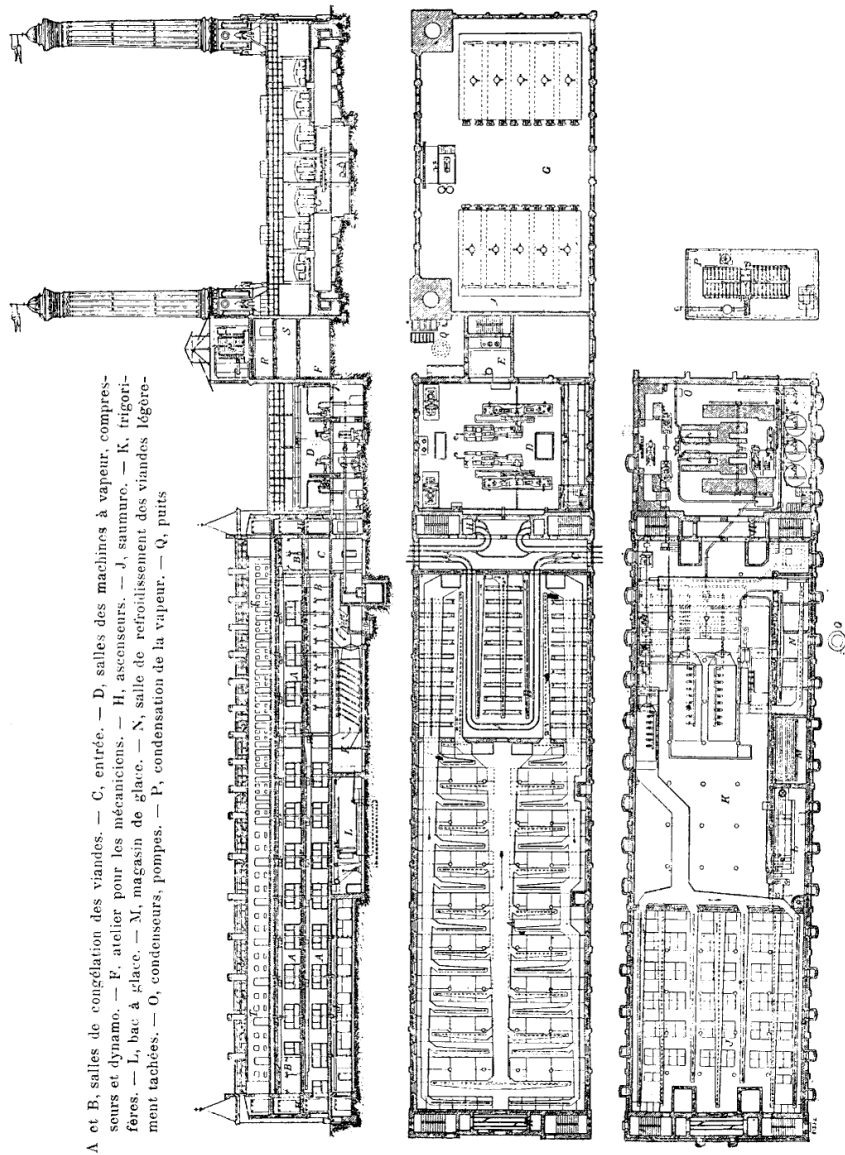 A et B, salles de congélation des viandes. — C, entrée. — D, salles des machines à vapeur, compres-
seurs et dynamo. — F, atelier pour les mécaniciens. — H, ascenseurs. — J, saumure. — K, frigori-
fères. — L, bac à glace. — M, magasin de glace. — N, salle de refroidissement des viandes légère-
ment tachées. — O, condenseurs, pompes. — P, condensation de la vapeur. — Q, puits
R
S
F
D
B
C
A
B
A
A
B
L
G
J
Q
E
D
H
B
P
O
N
M
K
J
Q